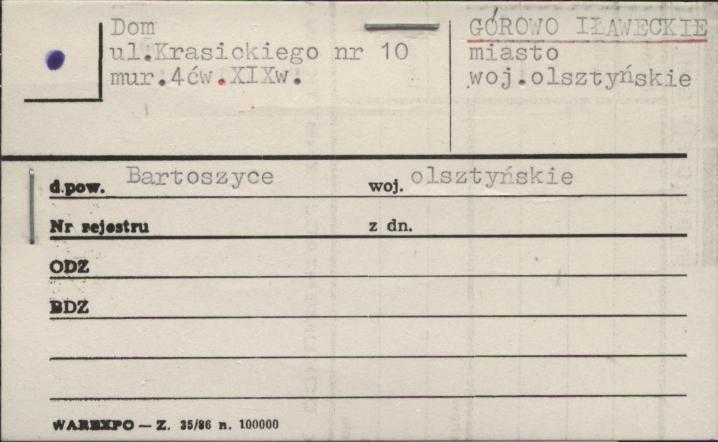 Dom
ul.Krasickiego nr 10
mur.4ćw.XIXw.
GÓROWO IŁAWECKIE
miasto
woj.olsztyńskie
d.pow. Bartoszyce woj. olsztyńskie
Nr rejestru z dn.
ODZ
BDZ
WAREXPO — Z. 35/86 n. 100000